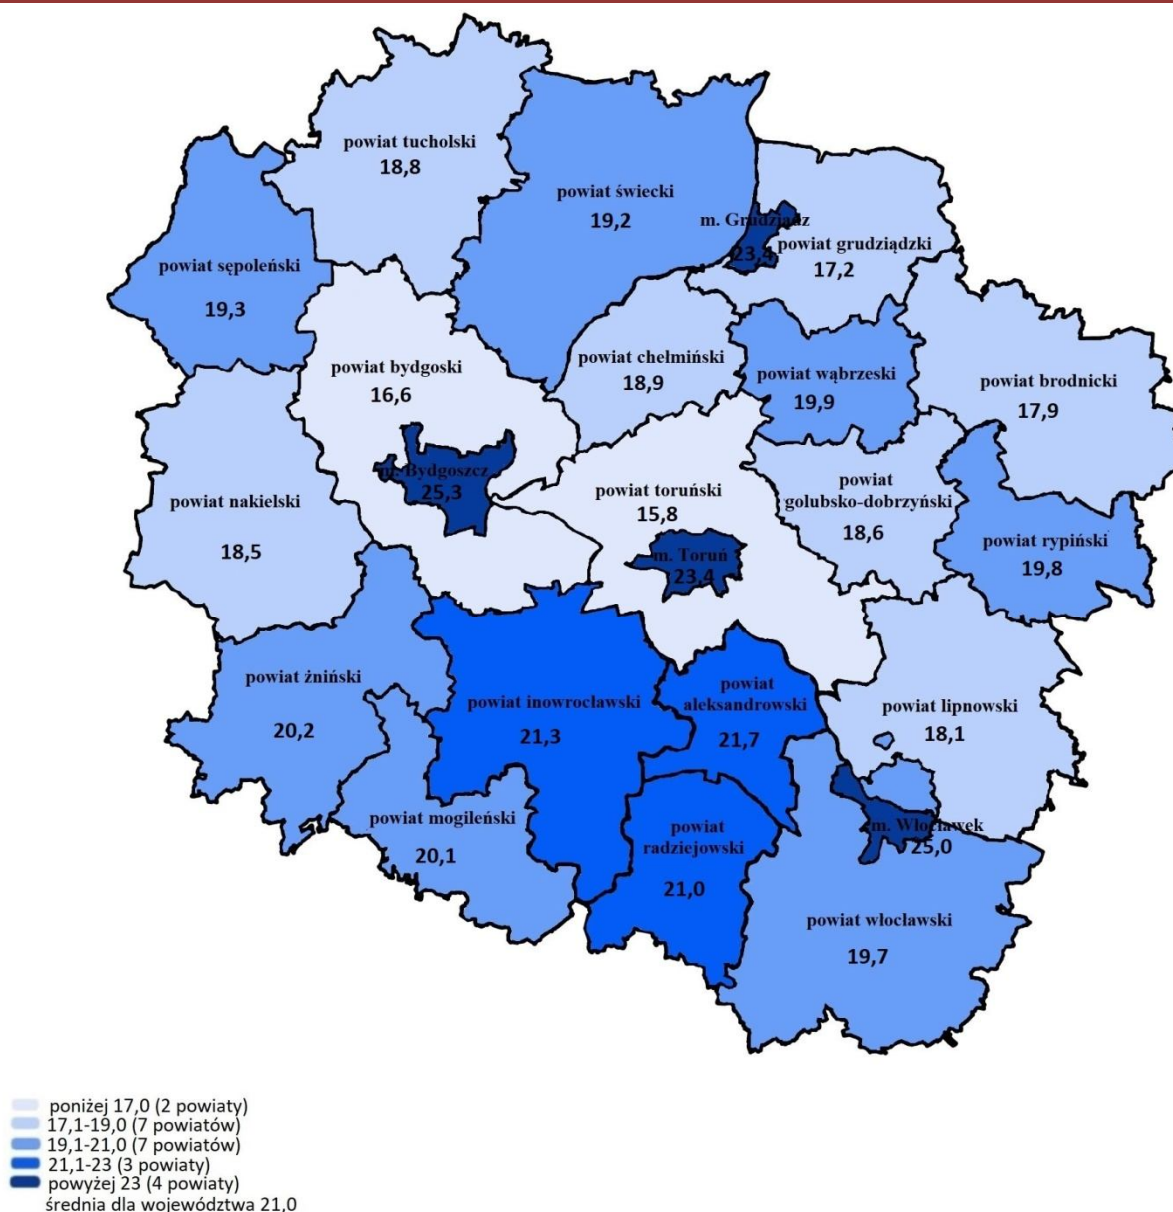 powiat tucholski
18,8
powiat świecki
19,2
m. Grudziądz
23,4
powiat grudziądzki
17,2
powiat sępoleński
19,3
powiat bydgoski
16,6
powiat chełmiński
18,9
powiat wąbrzeski
19,9
powiat brodnicki
17,9
m. Bydgoszcz
25,3
powiat nakielski
18,5
powiat toruński
15,8
m. Toruń
23,4
powiat
golubsko-dobrzyński
18,6
powiat rypiński
19,8
powiat żniński
20,2
powiat inowrocławski
21,3
powiat
aleksandrowski
21,7
powiat lipnowski
18,1
powiat mogileński
20,1
powiat
radziejowski
21,0
m. Włocławek
25,0
powiat włocławski
19,7
poniżej 17,0 (2 powiaty)
17,1-19,0 (7 powiatów)
19,1-21,0 (7 powiatów)
21,1-23 (3 powiaty)
powyżej 23 (4 powiaty)
średnia dla województwa 21,0